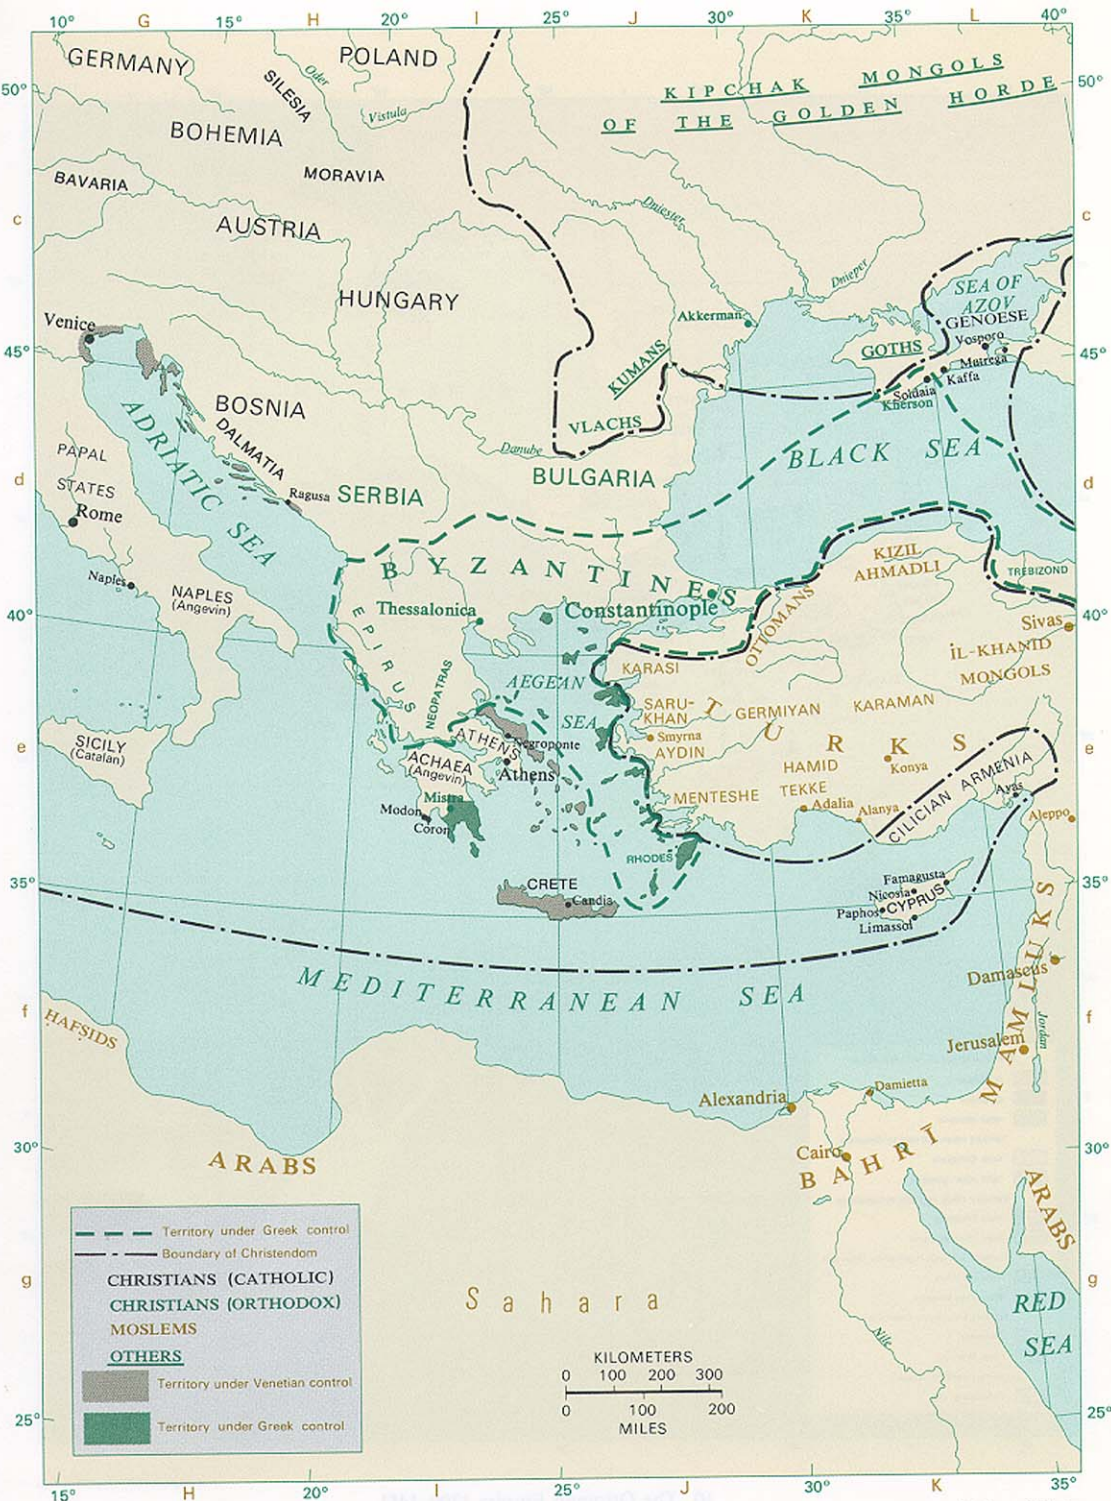 10° G 15° H 20° I 25° J 30° K 35° L 40°
GERMANY
POLAND
SILESIA
Oder
Vistula
KIPCHAK MONGOLS
OF THE GOLDEN HORDE
50°
50°
BOHEMIA
MORAVIA
BAVARIA
AUSTRIA
c
c
Dniester
Dnieper
HUNGARY
SEA OF
AZOV
GENOESE
Venice
Akkerman
Vosporo
GOTHS
Matrega
Kaffa
Soldaia
Kherson
45°
45°
KUMANS
VLACHS
BOSNIA
DALMATIA
Danube
BULGARIA
BLACK SEA
ADRIATIC SEA
PAPAL
STATES
Rome
Ragusa
SERBIA
d
d
KIZIL
AHMADLI
TREBIZOND
BYZANTINES
Naples
NAPLES
(Angevin)
EPIRUS
Thessalonica
Constantinople
OTTOMANS
Sivas
40°
40°
İL-KHANID
MONGOLS
KARASI
NEOPATRAS
AEGEAN
SEA
SARU-
KHAN
GERMIYAN
KARAMAN
TURKS
SICILY
(Catalan)
e
e
ATHENS
Negroponte
Smyrna
AYDIN
ACHAEA
(Angevin)
Athens
HAMID
Konya
CILICIAN ARMENIA
Ayas
Mistra
MENTESHE
TEKKE
Adalia
Alanya
Aleppo
Modon
Coron
RHODES
35°
35°
CRETE
Candia
Famagusta
Nicosia
Paphos
CYPRUS
Limassol
MEDITERRANEAN SEA
Damascus
BAHRĪ MAMLUKS
f
f
HAFSIDS
Jordan
Jerusalem
Alexandria
Damietta
30°
30°
ARABS
Cairo
ARABS
g
g
Territory under Greek control
Boundary of Christendom
CHRISTIANS (CATHOLIC)
CHRISTIANS (ORTHODOX)
MOSLEMS
OTHERS
Territory under Venetian control
Territory under Greek control
Sahara
Nile
RED
SEA
KILOMETERS
0 100 200 300
0 100 200
MILES
25°
25°
15° H 20° I 25° J 30° K 35°